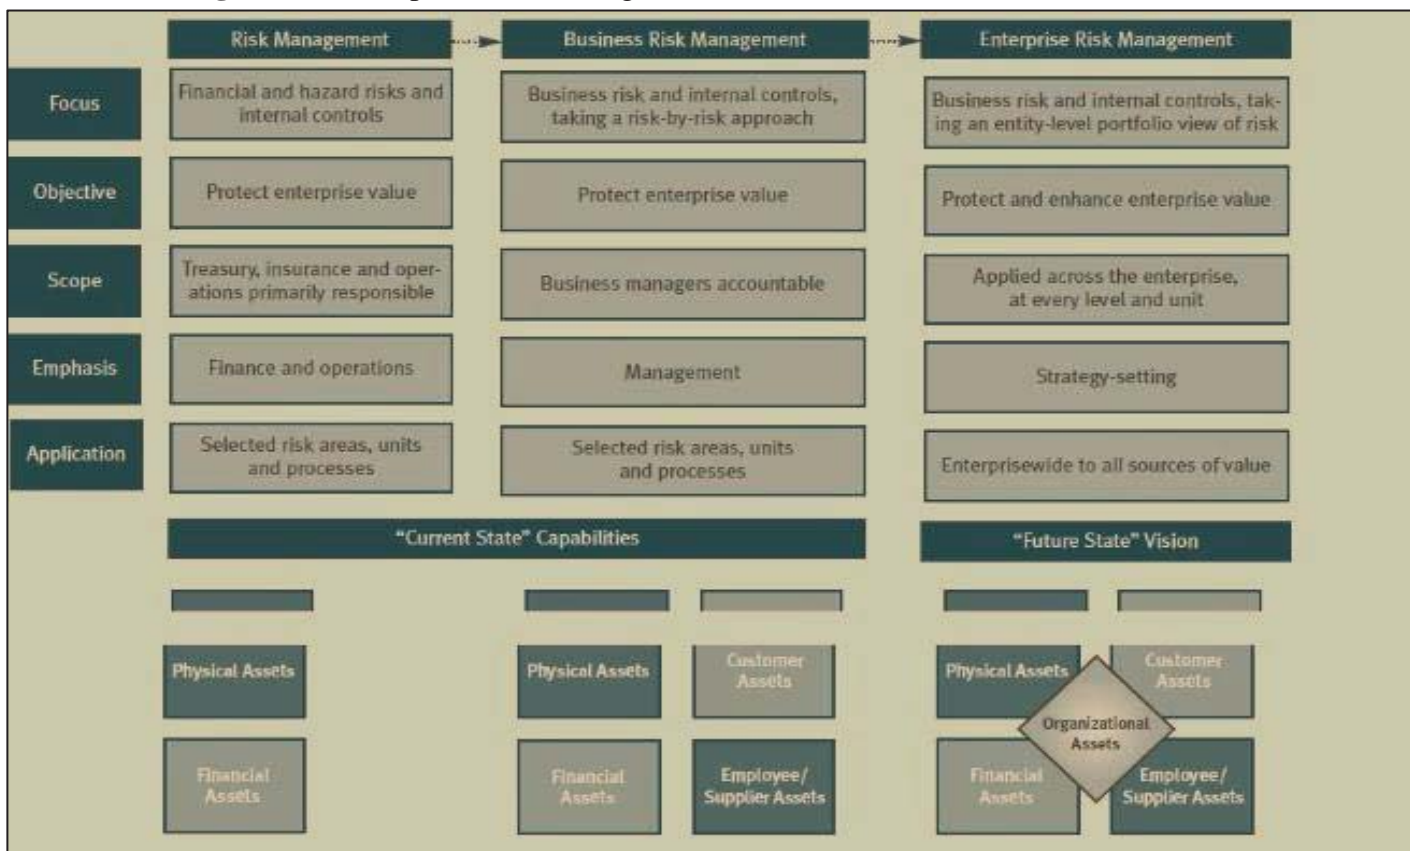 Risk Management
Business Risk Management
Enterprise Risk Management
Focus
Financial and hazard risks and
internal controls
Business risk and internal controls,
taking a risk-by-risk approach
Business risk and internal controls, tak-
ing an entity-level portfolio view of risk
Objective
Protect enterprise value
Protect enterprise value
Protect and enhance enterprise value
Scope
Treasury, insurance and oper-
ations primarily responsible
Business managers accountable
Applied across the enterprise,
at every level and unit
Emphasis
Finance and operations
Management
Strategy-setting
Application
Selected risk areas, units
and processes
Selected risk areas, units
and processes
Enterprisewide to all sources of value
"Current State" Capabilities
"Future State" Vision
Physical Assets
Financial
Assets
Physical Assets
Customer
Assets
Financial
Assets
Employee/
Supplier Assets
Physical Assets
Customer
Assets
Organizational
Assets
Financial
Assets
Employee/
Supplier Assets